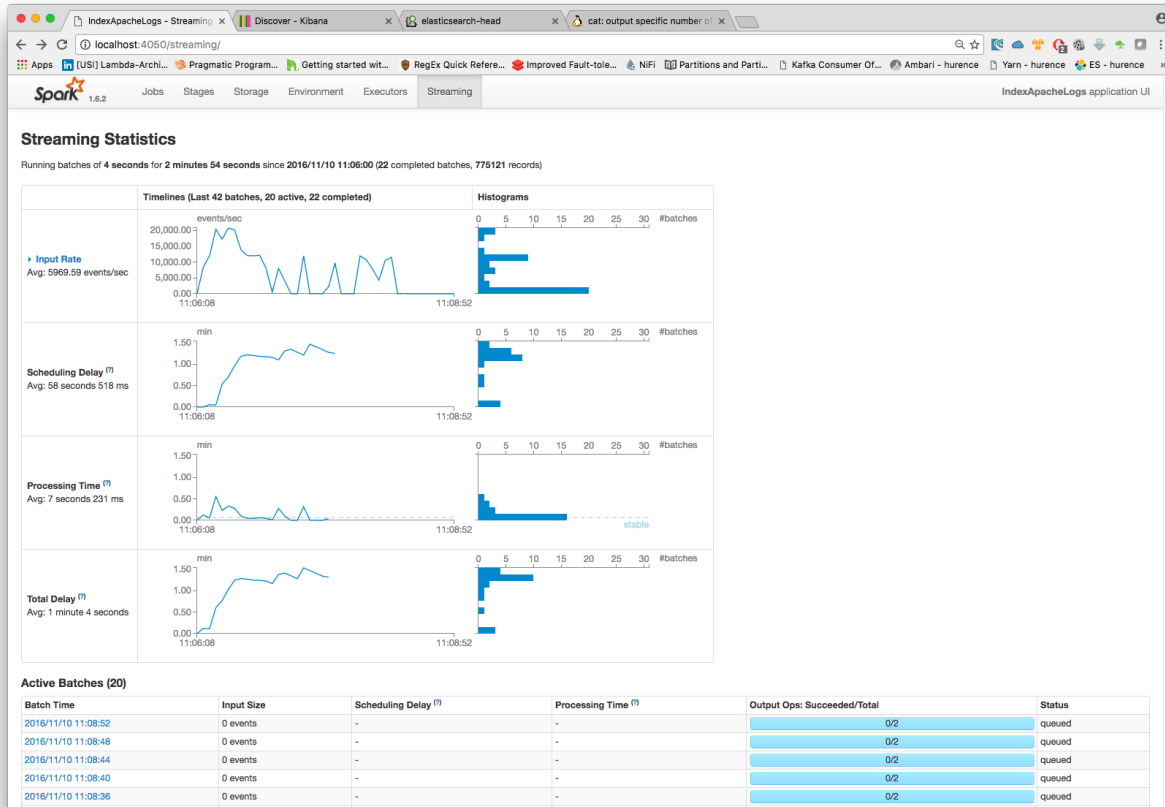 IndexApacheLogs - Streaming
Discover - Kibana
elasticsearch-head
cat: output specific number of
localhost:4050/streaming/
Apps
[USI] Lambda-Archi...
Pragmatic Program...
Getting started wit...
RegEx Quick Refere...
Improved Fault-tole...
NiFi
Partitions and Parti...
Kafka Consumer Of...
Ambari - hurence
Yarn - hurence
ES - hurence
Spark 1.6.2
Jobs
Stages
Storage
Environment
Executors
Streaming
IndexApacheLogs application UI
Streaming Statistics
Running batches of 4 seconds for 2 minutes 54 seconds since 2016/11/10 11:06:00 (22 completed batches, 775121 records)
Timelines (Last 42 batches, 20 active, 22 completed)
Histograms
Input Rate
Avg: 5969.59 events/sec
events/sec
20,000.00
15,000.00
10,000.00
5,000.00
0.00
11:06:08
11:08:52
0 5 10 15 20 25 30 #batches
Scheduling Delay (?)
Avg: 58 seconds 518 ms
min
1.50
1.00
0.50
0.00
11:06:08
11:08:52
0 5 10 15 20 25 30 #batches
Processing Time (?)
Avg: 7 seconds 231 ms
min
1.50
1.00
0.50
0.00
11:06:08
11:08:52
0 5 10 15 20 25 30 #batches
stable
Total Delay (?)
Avg: 1 minute 4 seconds
min
1.50
1.00
0.50
0.00
11:06:08
11:08:52
0 5 10 15 20 25 30 #batches
Active Batches (20)
Batch Time Input Size Scheduling Delay (?) Processing Time (?) Output Ops: Succeeded/Total Status
2016/11/10 11:08:52 0 events - - 0/2 queued
2016/11/10 11:08:48 0 events - - 0/2 queued
2016/11/10 11:08:44 0 events - - 0/2 queued
2016/11/10 11:08:40 0 events - - 0/2 queued
2016/11/10 11:08:36 0 events - - 0/2 queued